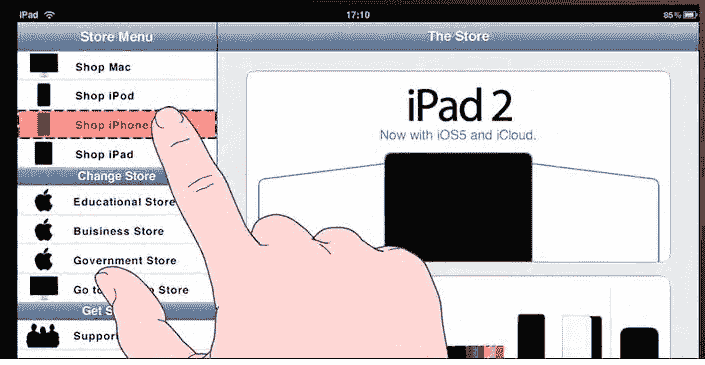 iPad 17:10 85%
Store Menu
The Store
Shop Mac
Shop iPod
Shop iPhone
Shop iPad
Change Store
Educational Store
Buisiness Store
Government Store
Go to Store
Get S
Suppor
iPad 2
Now with iOS5 and iCloud.